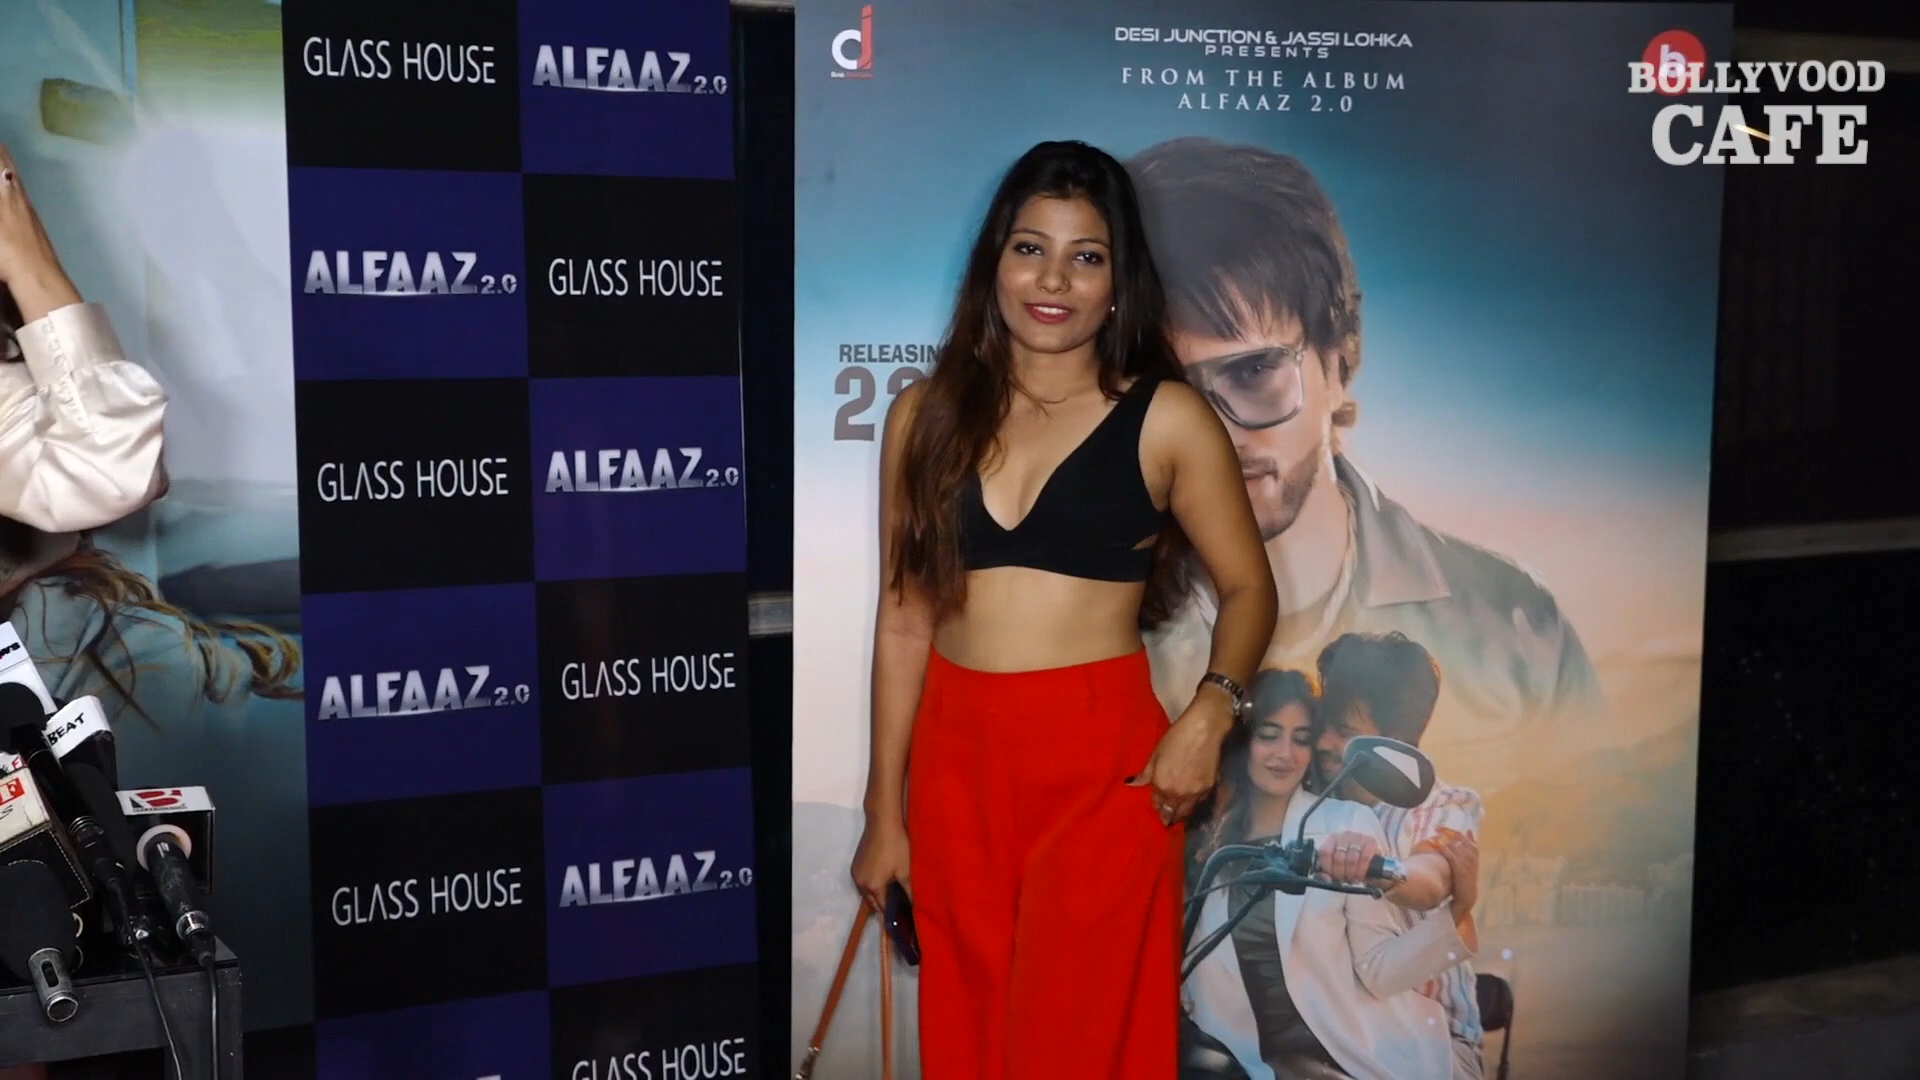 GLASS HOUSE
ALFAAZ 2.0
ALFAAZ 2.0
GLASS HOUSE
GLASS HOUSE
ALFAAZ 2.0
ALFAAZ 2.0
GLASS HOUSE
GLASS HOUSE
ALFAAZ 2.0
GLASS HOUSE
DESI JUNCTION & JASSI LOHKA
PRESENTS
FROM THE ALBUM
ALFAAZ 2.0
RELEASIN
BOLLYVOOD
CAFE
BEAT